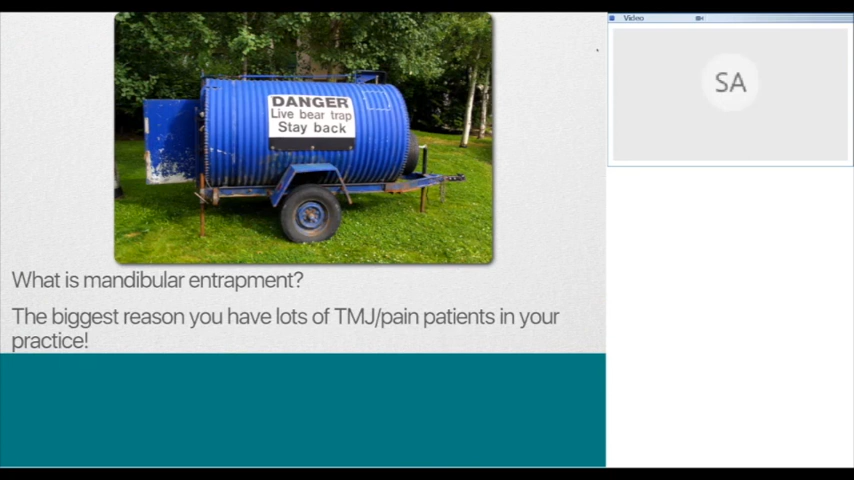 Video
SA
DANGER
Live bear trap
Stay back
What is mandibular entrapment?
The biggest reason you have lots of TMJ/pain patients in your
practice!